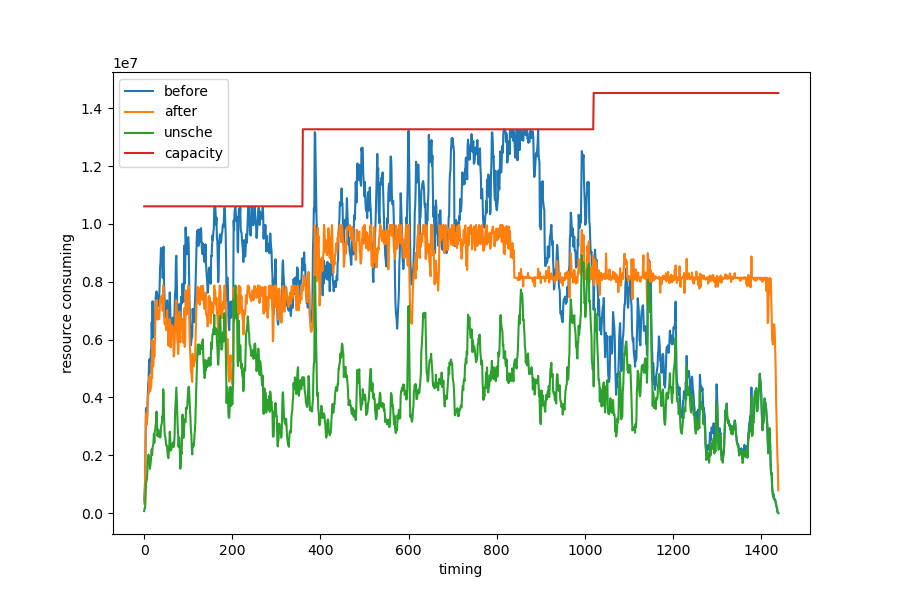 1e7
before
after
unsche
capacity
1.4
1.2
1.0
0.8
0.6
0.4
0.2
0.0
resource consuming
0 200 400 600 800 1000 1200 1400
timing